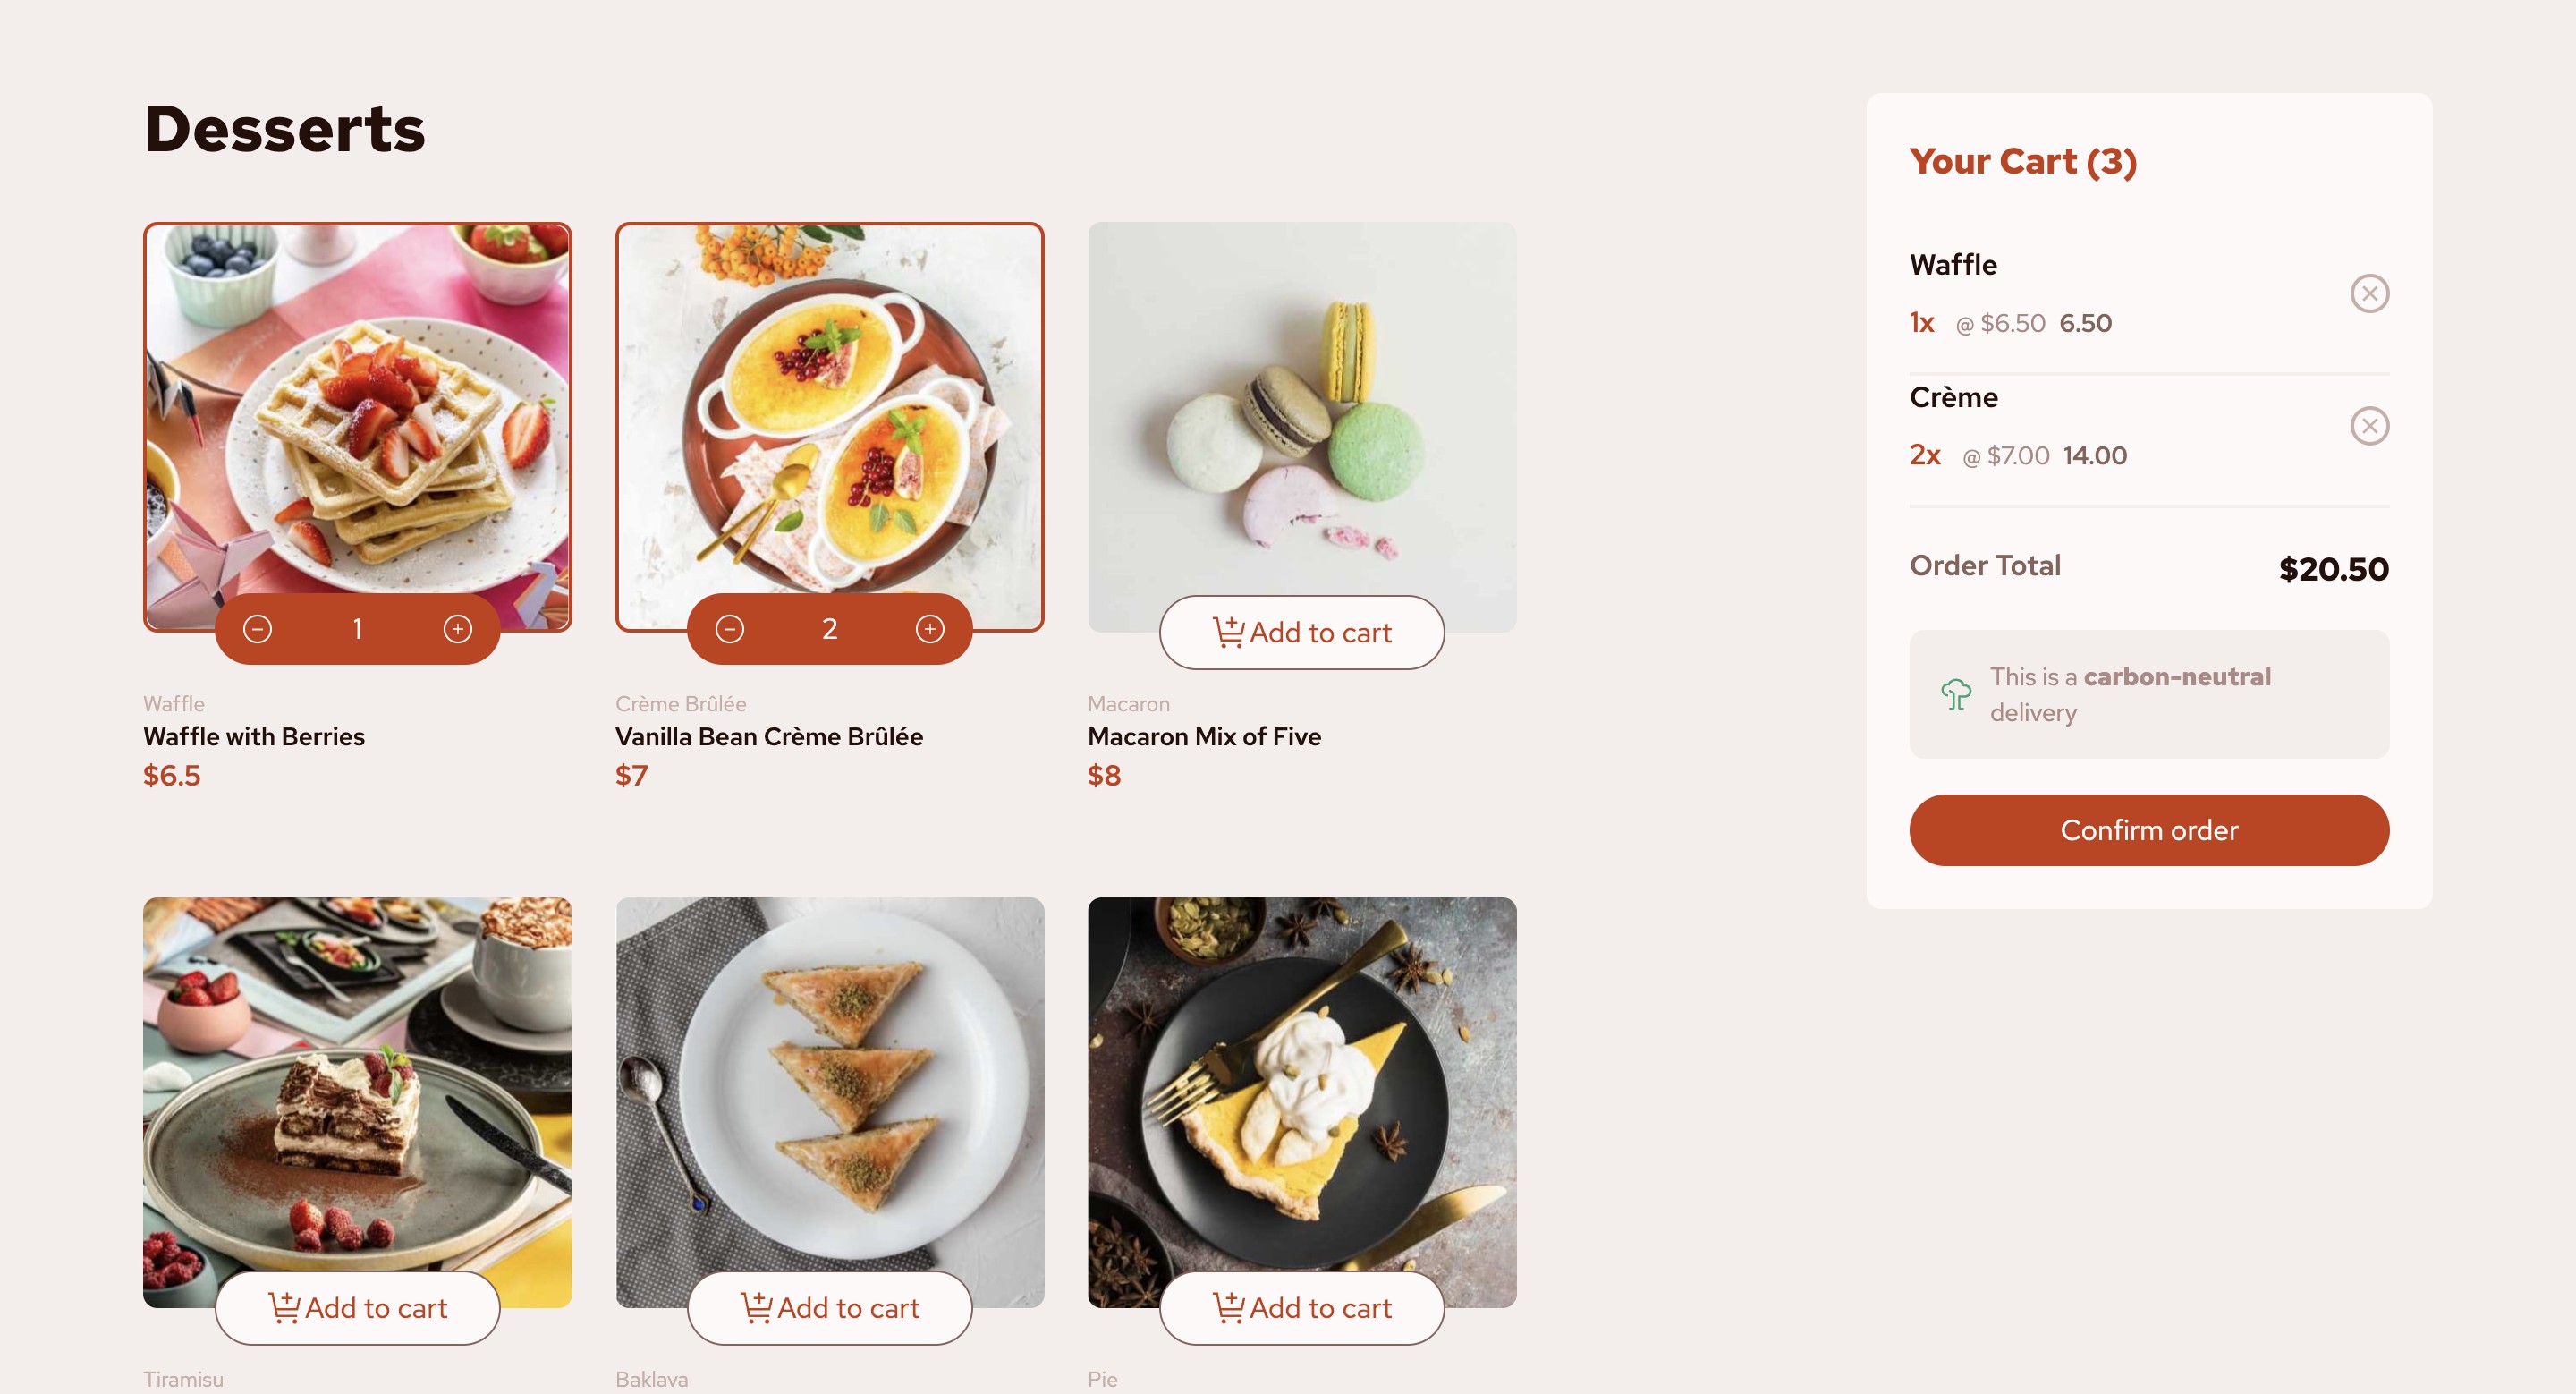 Desserts
1
2
Add to cart
Waffle
Waffle with Berries
$6.5
Crème Brûlée
Vanilla Bean Crème Brûlée
$7
Macaron
Macaron Mix of Five
$8
Add to cart
Add to cart
Add to cart
Tiramisu
Baklava
Pie
Your Cart (3)
Waffle
1x @ $6.50 6.50
Crème
2x @ $7.00 14.00
Order Total $20.50
This is a carbon-neutral
delivery
Confirm order